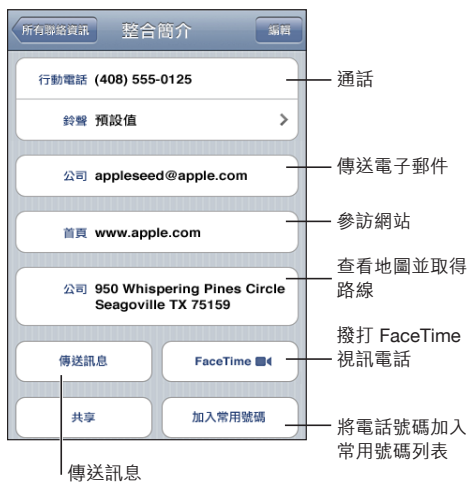 所有聯絡資訊
整合簡介
編輯
行動電話 (408) 555-0125
通話
鈴聲 預設值
公司 appleseed@apple.com
傳送電子郵件
首頁 www.apple.com
參訪網站
公司 950 Whispering Pines Circle
Seagoville TX 75159
查看地圖並取得
路線
傳送訊息
FaceTime
撥打 FaceTime
視訊電話
共享
加入常用號碼
將電話號碼加入
常用號碼列表
傳送訊息